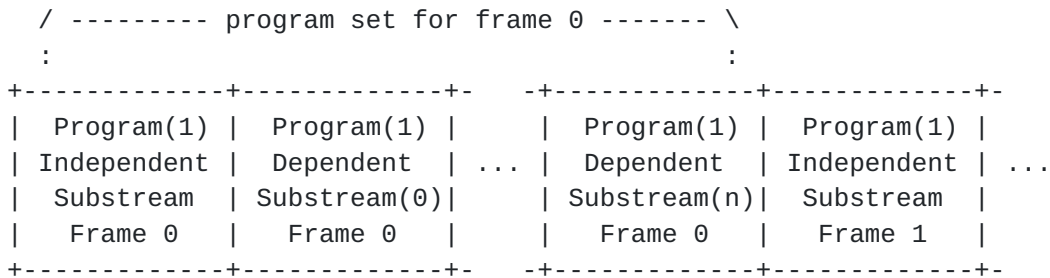 / --------- program set for frame 0 ------- \
:                                           :
+-------------+-------------+-   -+-------------+-------------+-
|  Program(1) |  Program(1) |     |  Program(1) |  Program(1) |
| Independent |  Dependent  | ... |  Dependent  | Independent | ...
|  Substream  | Substream(0)|     | Substream(n)|  Substream  |
|   Frame 0   |   Frame 0   |     |   Frame 0   |   Frame 1   |
+-------------+-------------+-   -+-------------+-------------+-